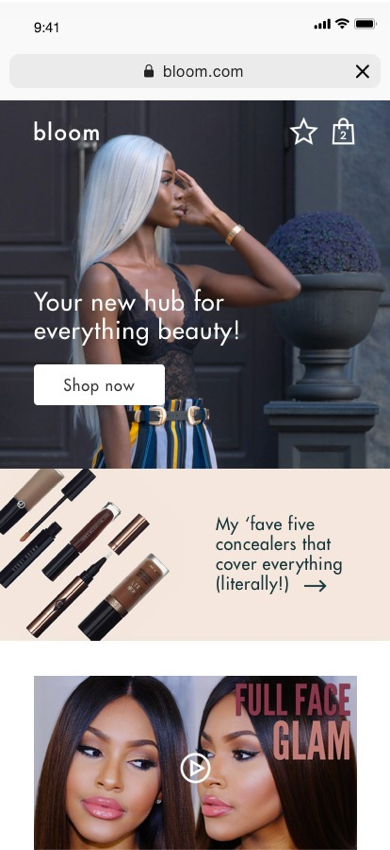 9:41
bloom.com
bloom
2
Your new hub for
everything beauty!
Shop now
My ‘fave five
concealers that
cover everything
(literally!)
FULL FACE
GLAM